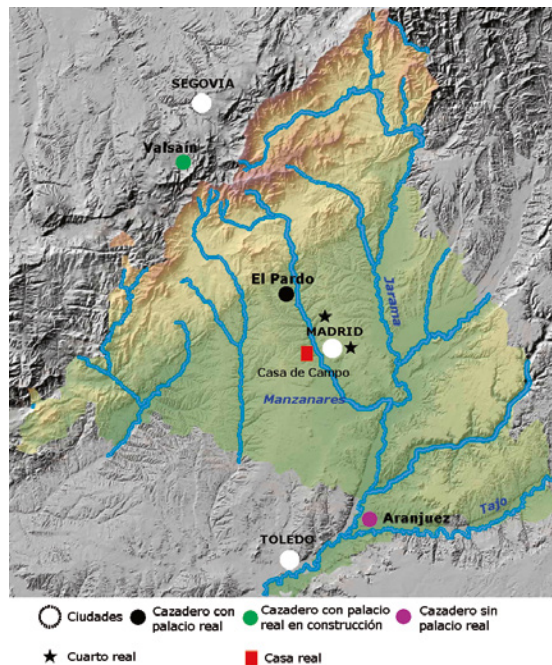 SEGOVIA
Valsain
El Pardo
Jarama
MADRID
Casa de Campo
Manzanares
Aranjuez
Tajo
TOLEDO
Ciudades
Cazadero con
palacio real
Cazadero con palacio
real en construcción
Cazadero sin
palacio real
Cuarto real
Casa real